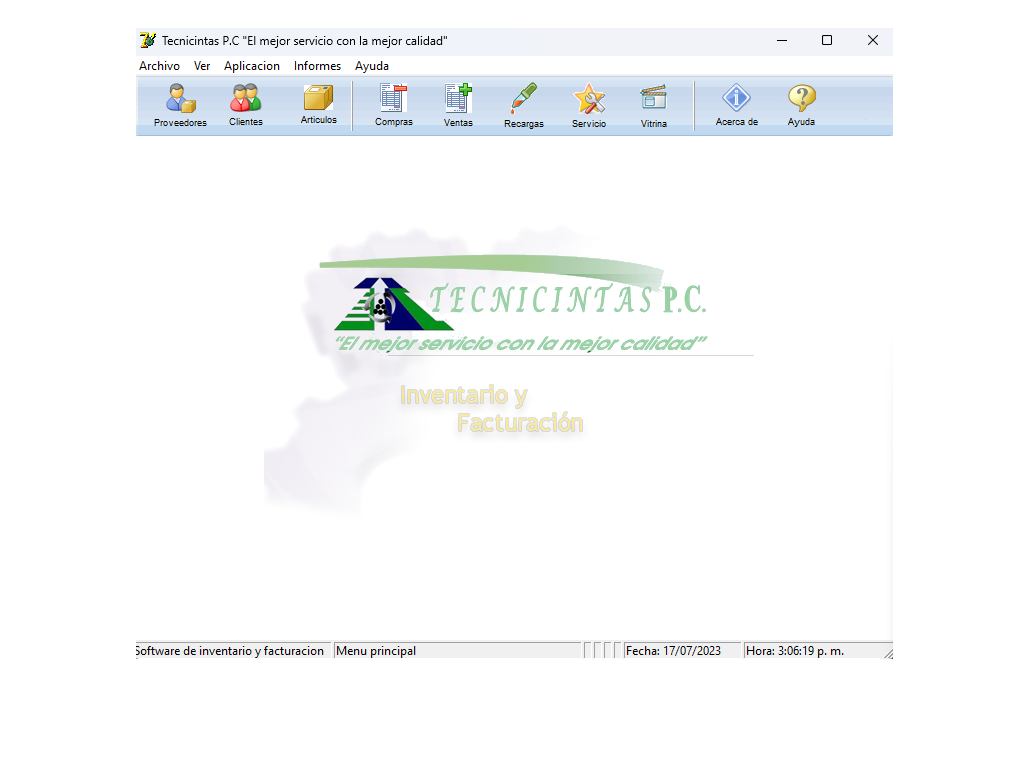 Tecnicintas P.C "El mejor servicio con la mejor calidad"
Archivo Ver Aplicacion Informes Ayuda
Proveedores Clientes Articulos Compras Ventas Recargas Servicio Vitrina Acerca de Ayuda
TECNICINTAS P.C.
"El mejor servicio con la mejor calidad"
Inventario y
Facturación
Software de inventario y facturacion Menu principal Fecha: 17/07/2023 Hora: 3:06:19 p. m.